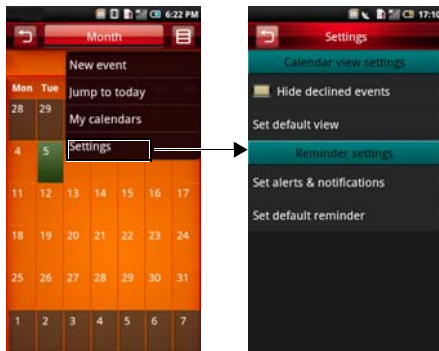 6:22 PM
Month
New event
Mon Tue Jump to today
28 29
My calendars
4 5 Settings
11 12 13 14 15 16 17
18 19 20 21 22 23 24
25 26 27 28 29 30 31
1 2 3 4 5 6 7
17:10
Settings
Calendar view settings
Hide declined events
Set default view
Reminder settings
Set alerts & notifications
Set default reminder